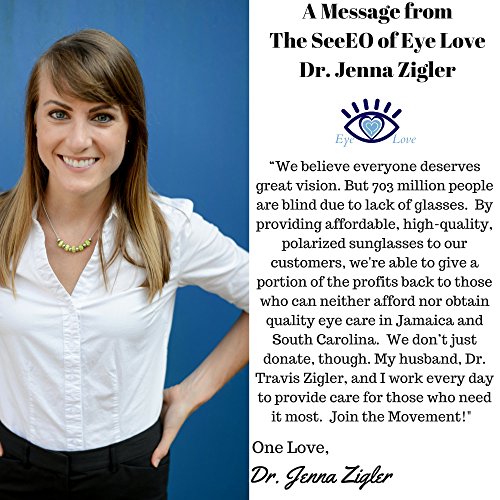 A Message from
The SeeEO of Eye Love
Dr. Jenna Zigler
Eye Love
“We believe everyone deserves
great vision. But 703 million people
are blind due to lack of glasses. By
providing affordable, high-quality,
polarized sunglasses to our
customers, we're able to give a
portion of the profits back to those
who can neither afford nor obtain
quality eye care in Jamaica and
South Carolina. We don't just
donate, though. My husband, Dr.
Travis Zigler, and I work every day
to provide care for those who need
it most. Join the Movement!"
One Love,
Dr. Jenna Zigler